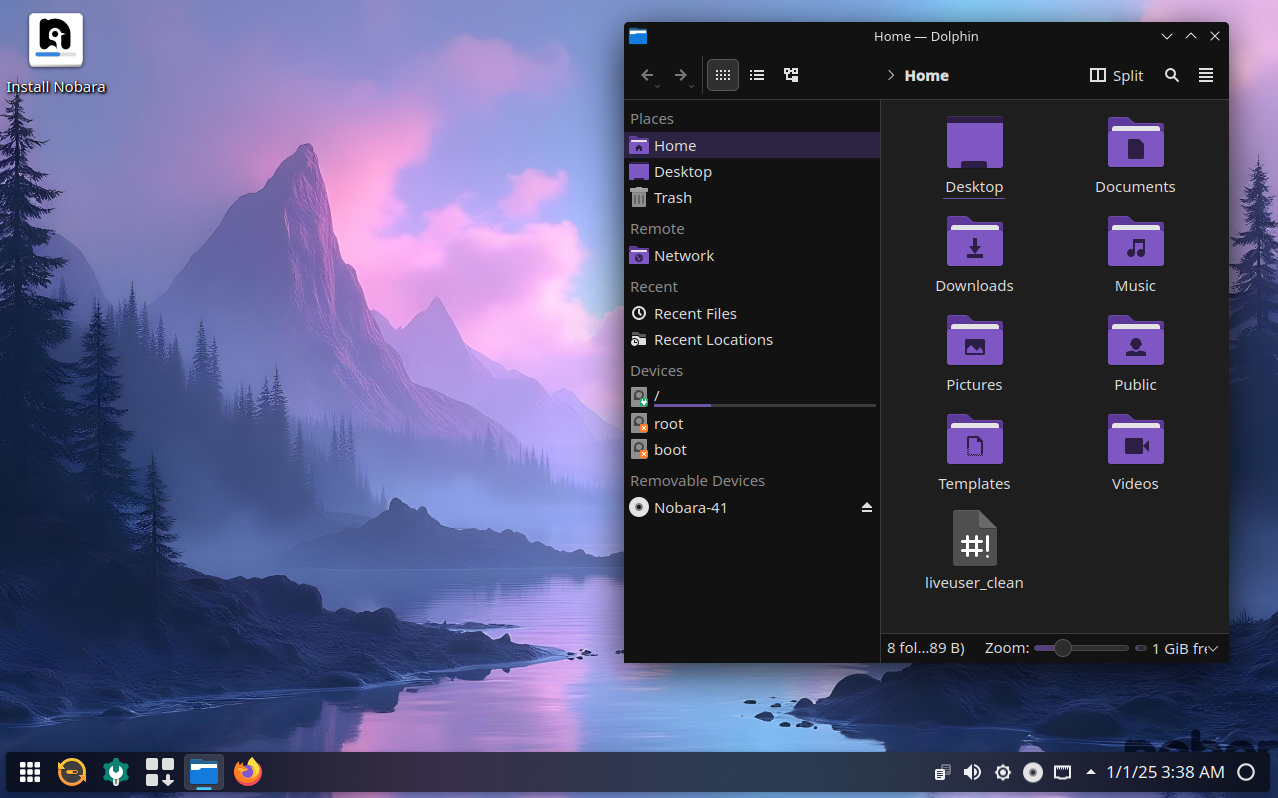 Install Nobara
Home — Dolphin
Home
Split
Places
Home
Desktop
Trash
Remote
Network
Recent
Recent Files
Recent Locations
Devices
/
root
boot
Removable Devices
Nobara-41
Desktop
Documents
Downloads
Music
Pictures
Public
Templates
Videos
#!
liveuser_clean
8 fol...89 B)
Zoom:
1 GiB fre
1/1/25 3:38 AM